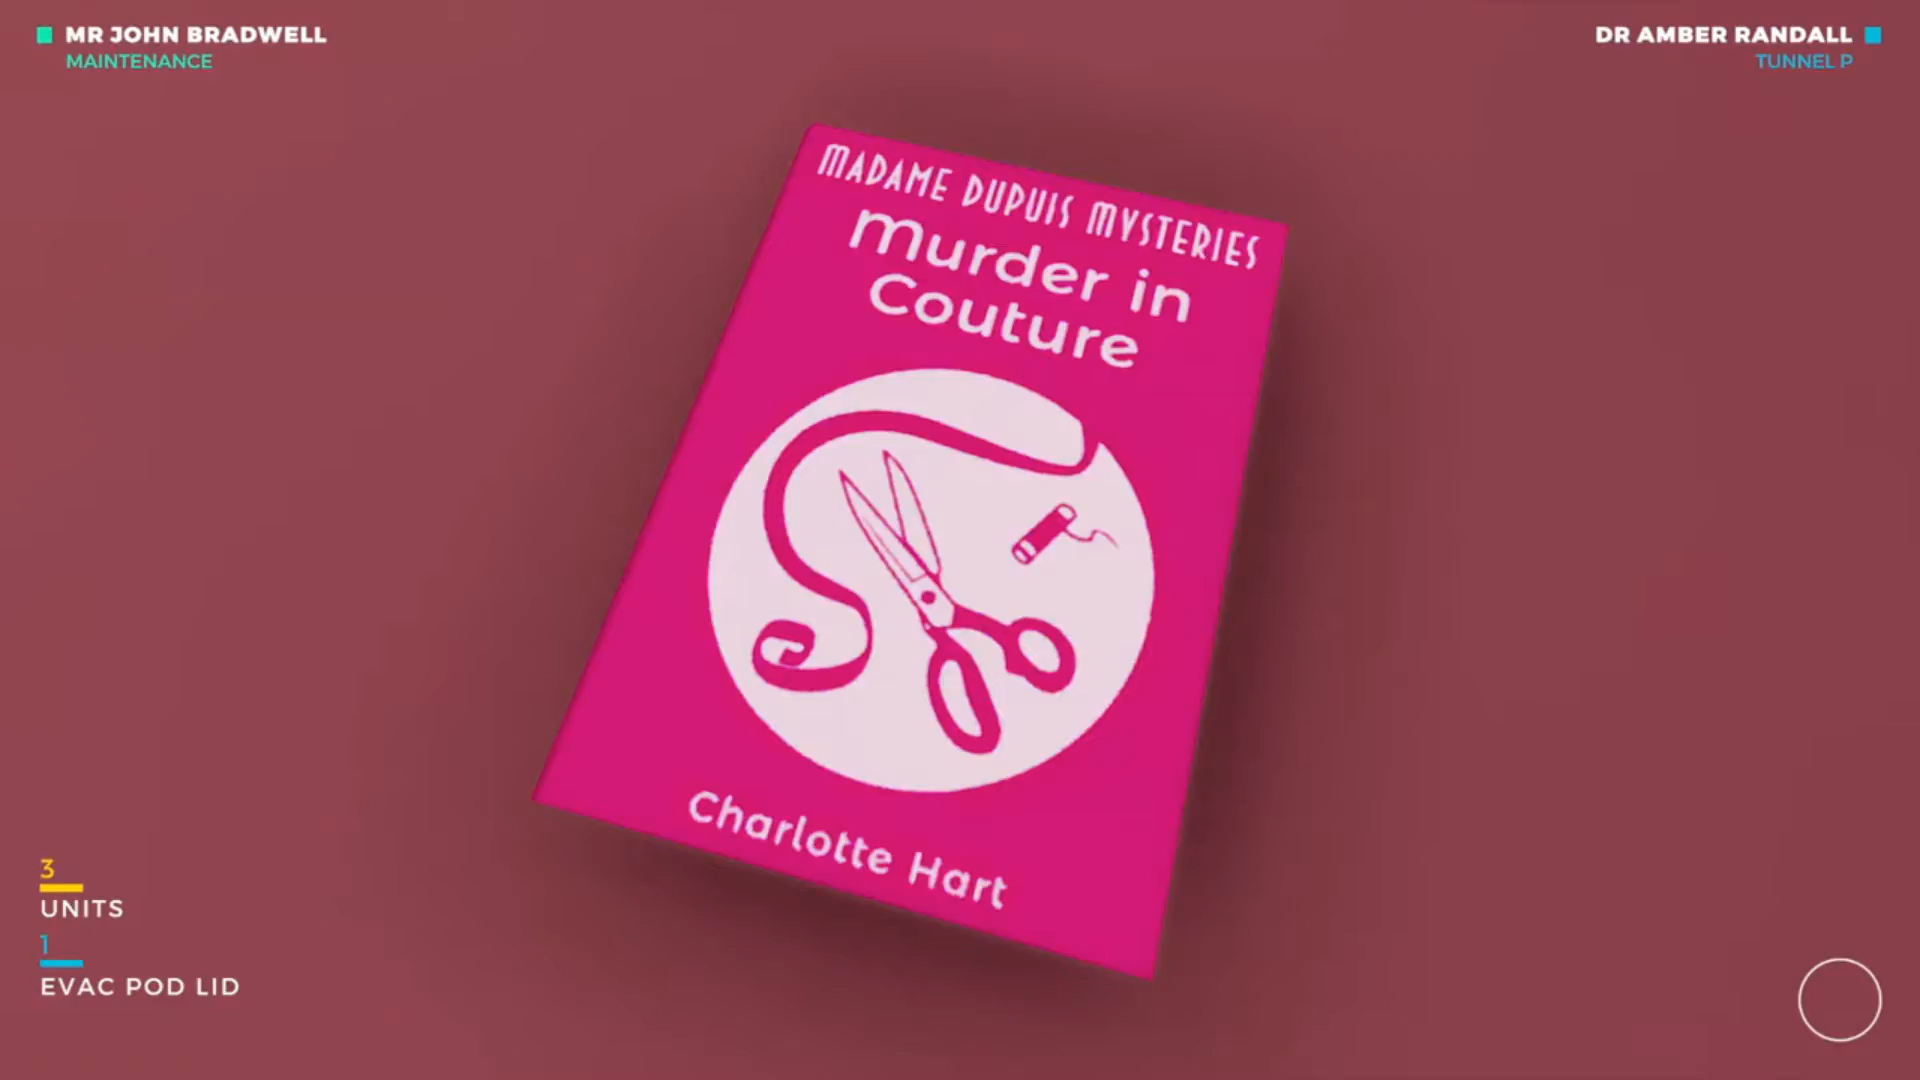 MR JOHN BRADWELL
MAINTENANCE
DR AMBER RANDALL
TUNNEL P
MADAME DUPUIS MYSTERIES
Murder in
Couture
Charlotte Hart
3
UNITS
1
EVAC POD LID